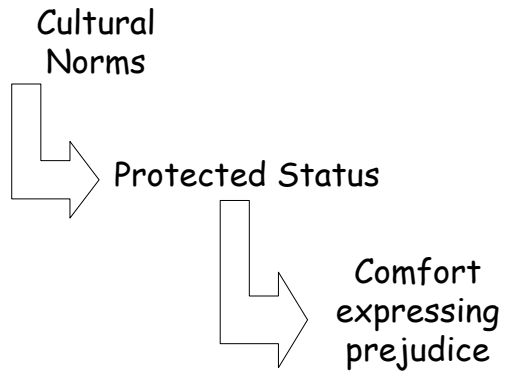 Cultural
Norms
Protected Status
Comfort
expressing
prejudice